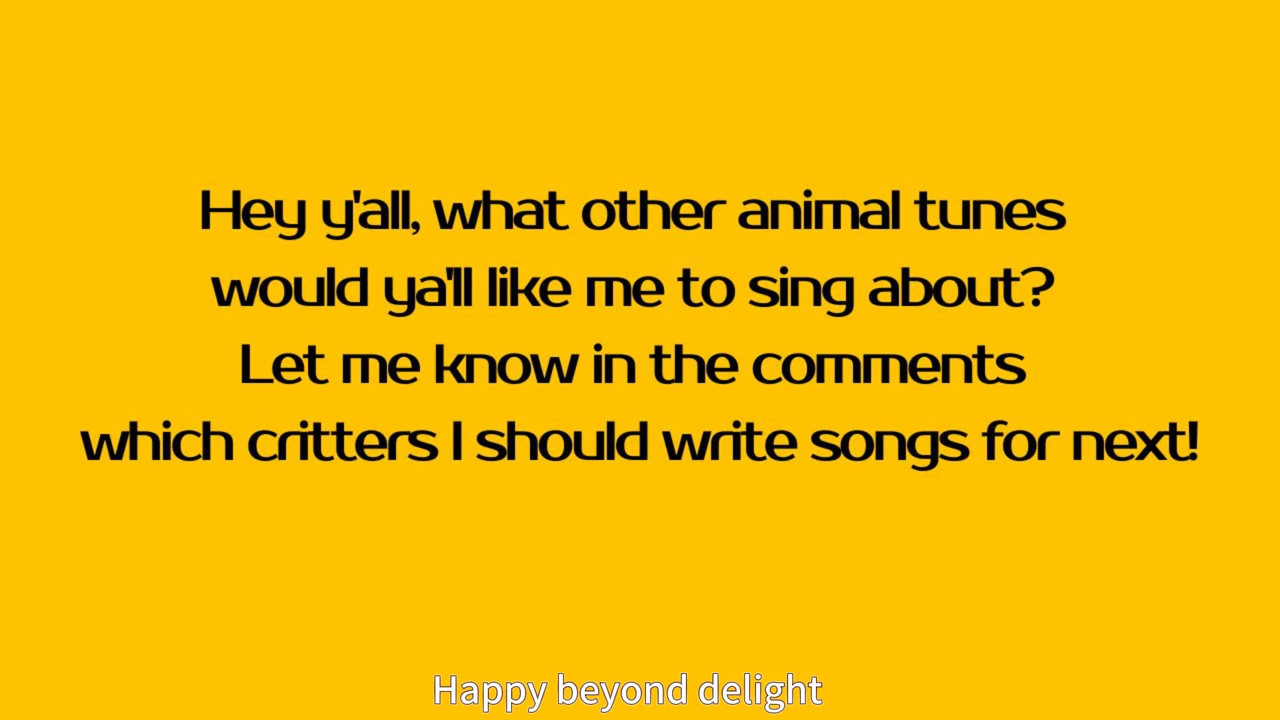 Hey y'all, what other animal tunes
would ya'll like me to sing about?
Let me know in the comments
which critters I should write songs for next!
Happy beyond delight